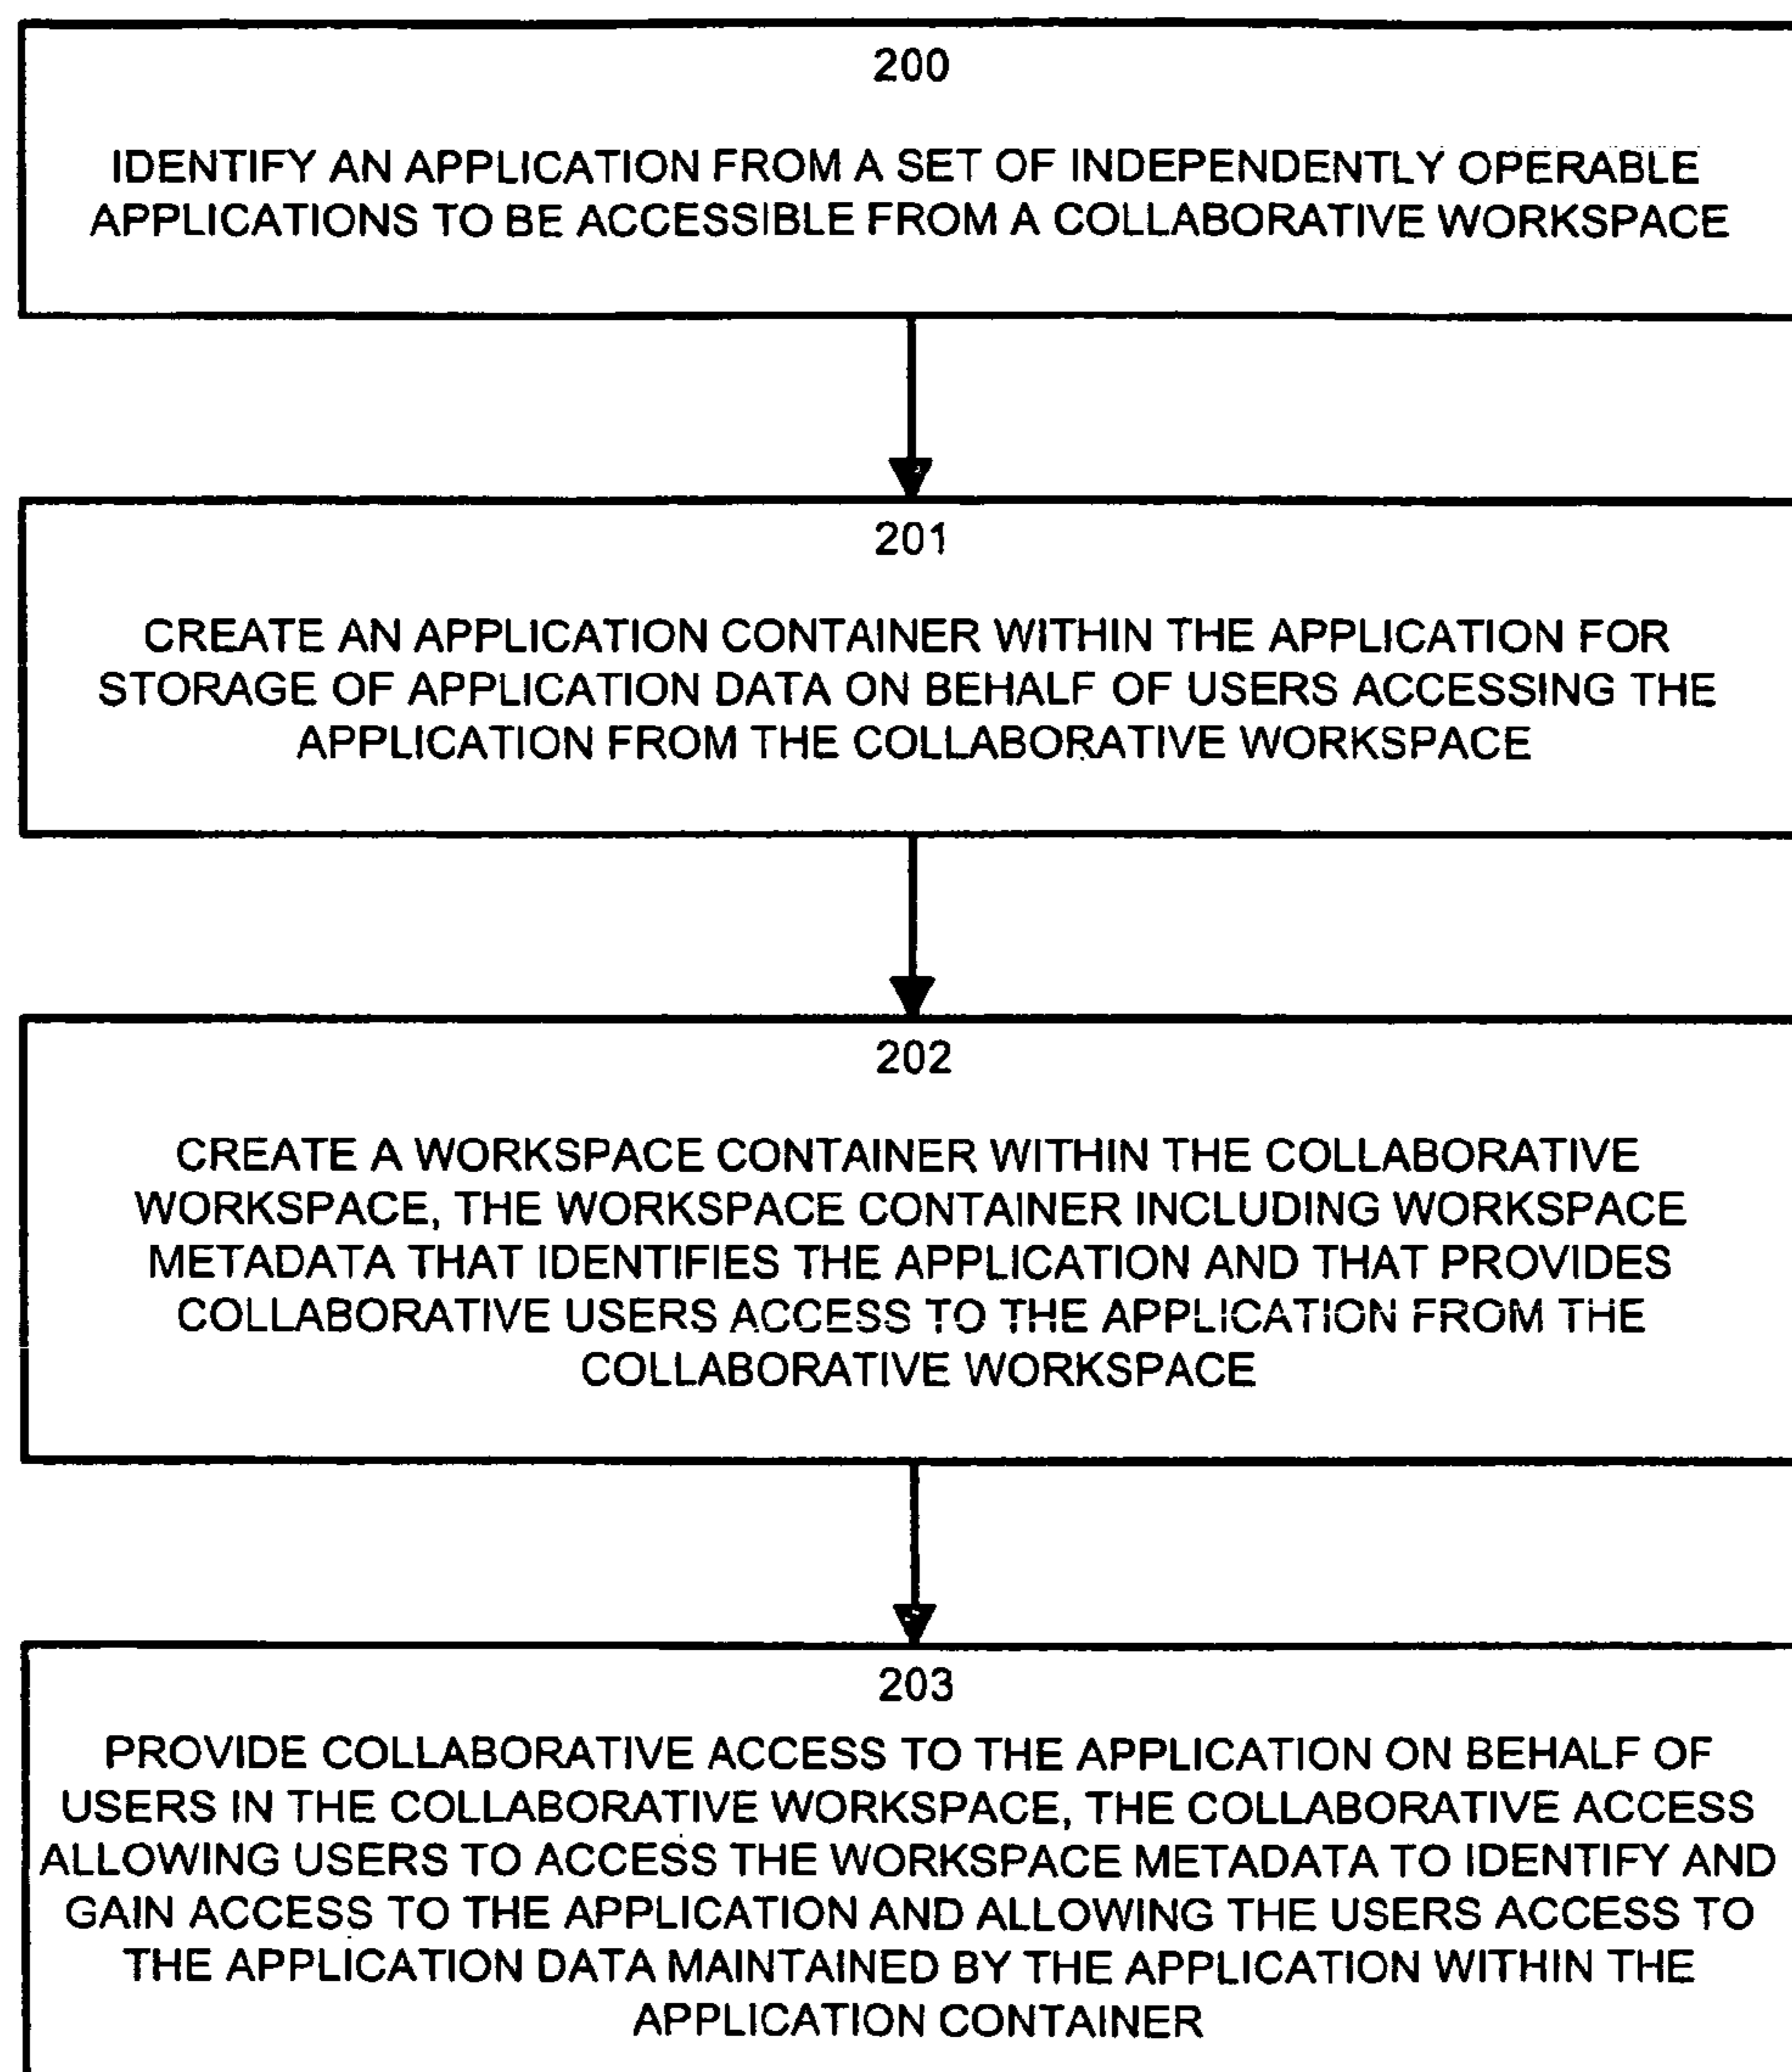 200
IDENTIFY AN APPLICATION FROM A SET OF INDEPENDENTLY OPERABLE
APPLICATIONS TO BE ACCESSIBLE FROM A COLLABORATIVE WORKSPACE
201
CREATE AN APPLICATION CONTAINER WITHIN THE APPLICATION FOR
STORAGE OF APPLICATION DATA ON BEHALF OF USERS ACCESSING THE
APPLICATION FROM THE COLLABORATIVE WORKSPACE
202
CREATE A WORKSPACE CONTAINER WITHIN THE COLLABORATIVE
WORKSPACE, THE WORKSPACE CONTAINER INCLUDING WORKSPACE
METADATA THAT IDENTIFIES THE APPLICATION AND THAT PROVIDES
COLLABORATIVE USERS ACCESS TO THE APPLICATION FROM THE
COLLABORATIVE WORKSPACE
203
PROVIDE COLLABORATIVE ACCESS TO THE APPLICATION ON BEHALF OF
USERS IN THE COLLABORATIVE WORKSPACE, THE COLLABORATIVE ACCESS
ALLOWING USERS TO ACCESS THE WORKSPACE METADATA TO IDENTIFY AND
GAIN ACCESS TO THE APPLICATION AND ALLOWING THE USERS ACCESS TO
THE APPLICATION DATA MAINTAINED BY THE APPLICATION WITHIN THE
APPLICATION CONTAINER